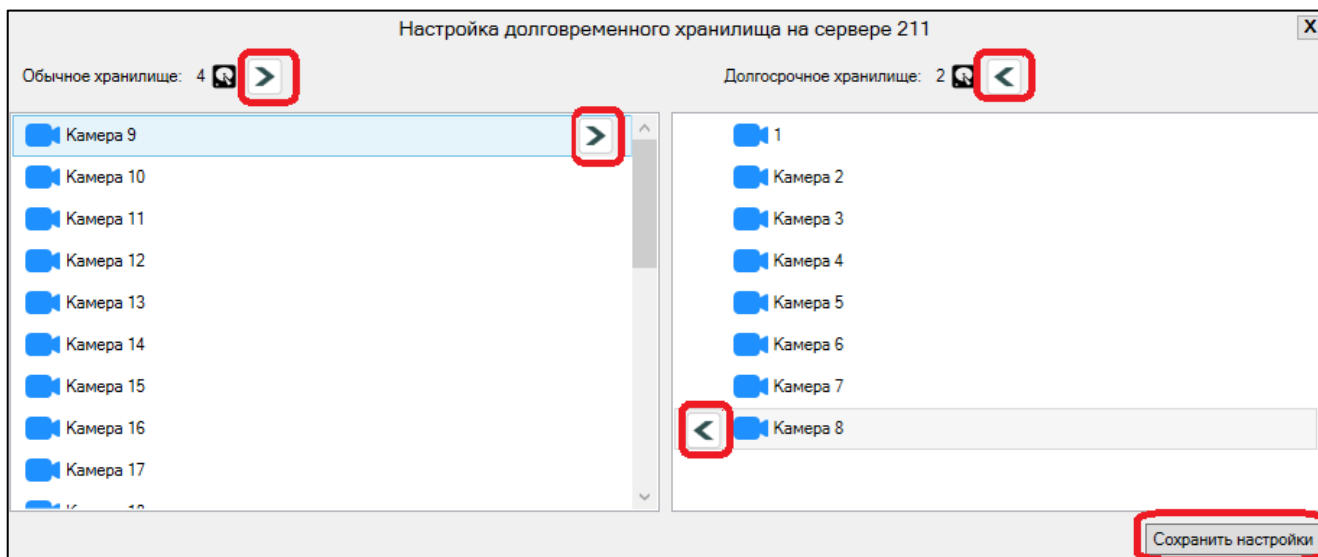 Настройка долговременного хранилища на сервере 211
X
Обычное хранилище: 4
Долгосрочное хранилище: 2
Камера 9
Камера 10
Камера 11
Камера 12
Камера 13
Камера 14
Камера 15
Камера 16
Камера 17
1
Камера 2
Камера 3
Камера 4
Камера 5
Камера 6
Камера 7
Камера 8
Сохранить настройки